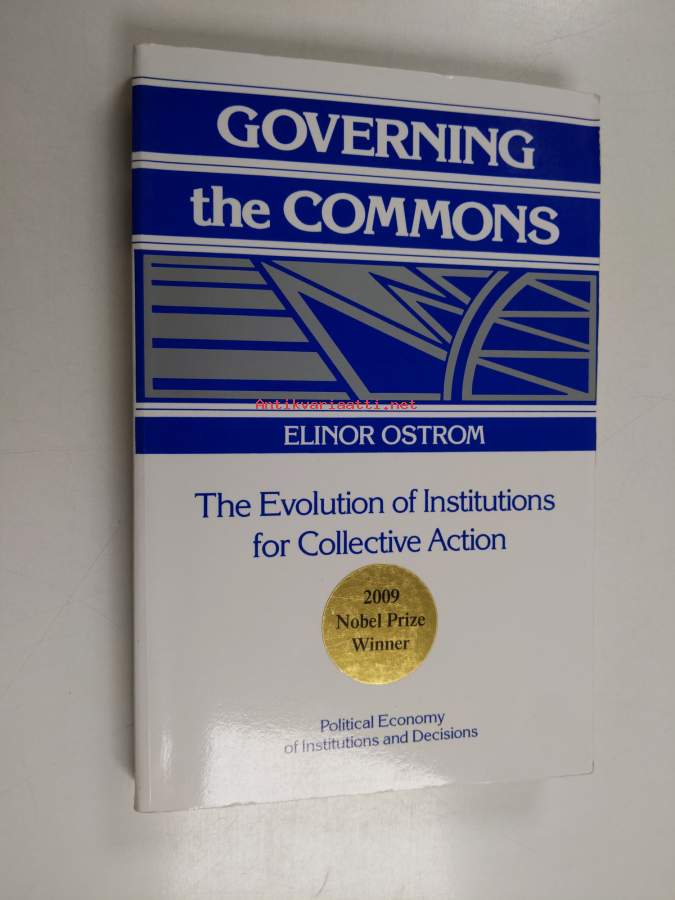 GOVERNING
the COMMONS
Antikvariaatti.net
ELINOR OSTROM
The Evolution of Institutions
for Collective Action
2009
Nobel Prize
Winner
Political Economy
of Institutions and Decisions